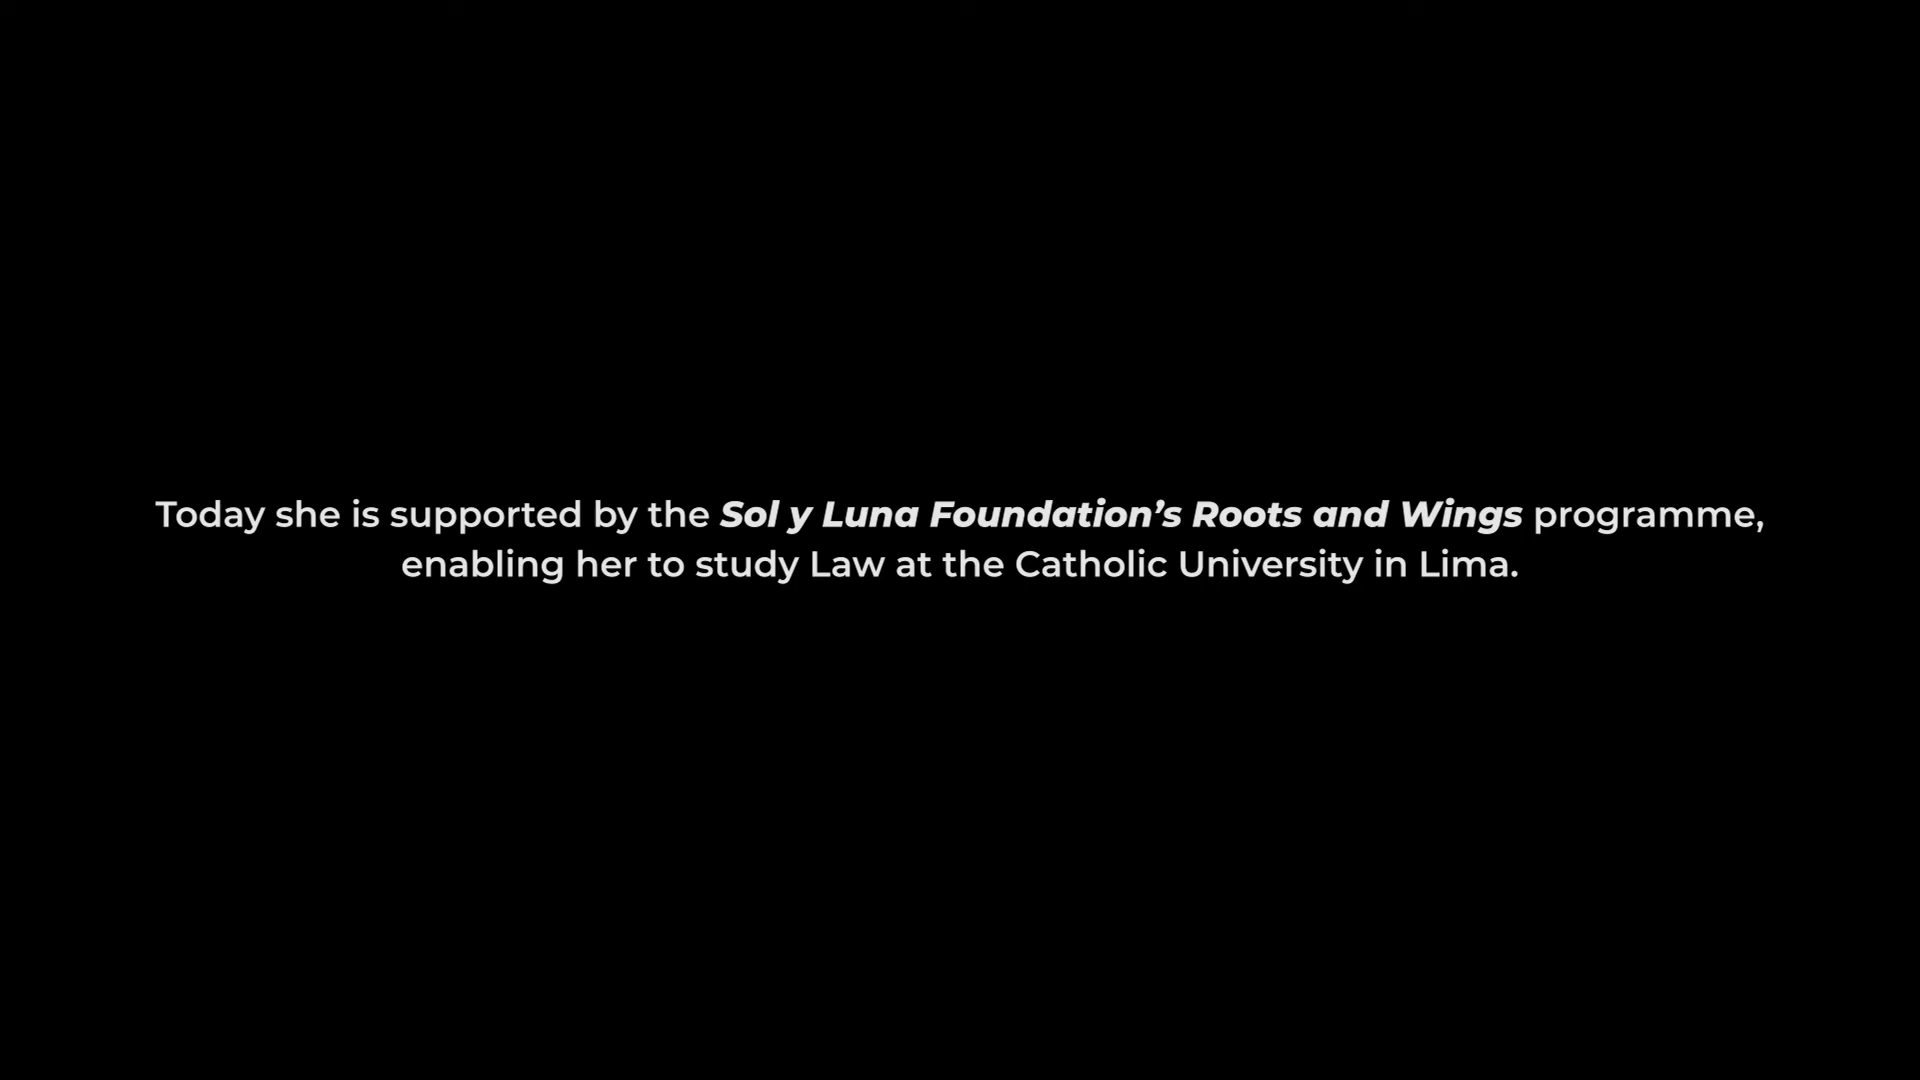 Today she is supported by the Sol y Luna Foundation’s Roots and Wings programme,
enabling her to study Law at the Catholic University in Lima.